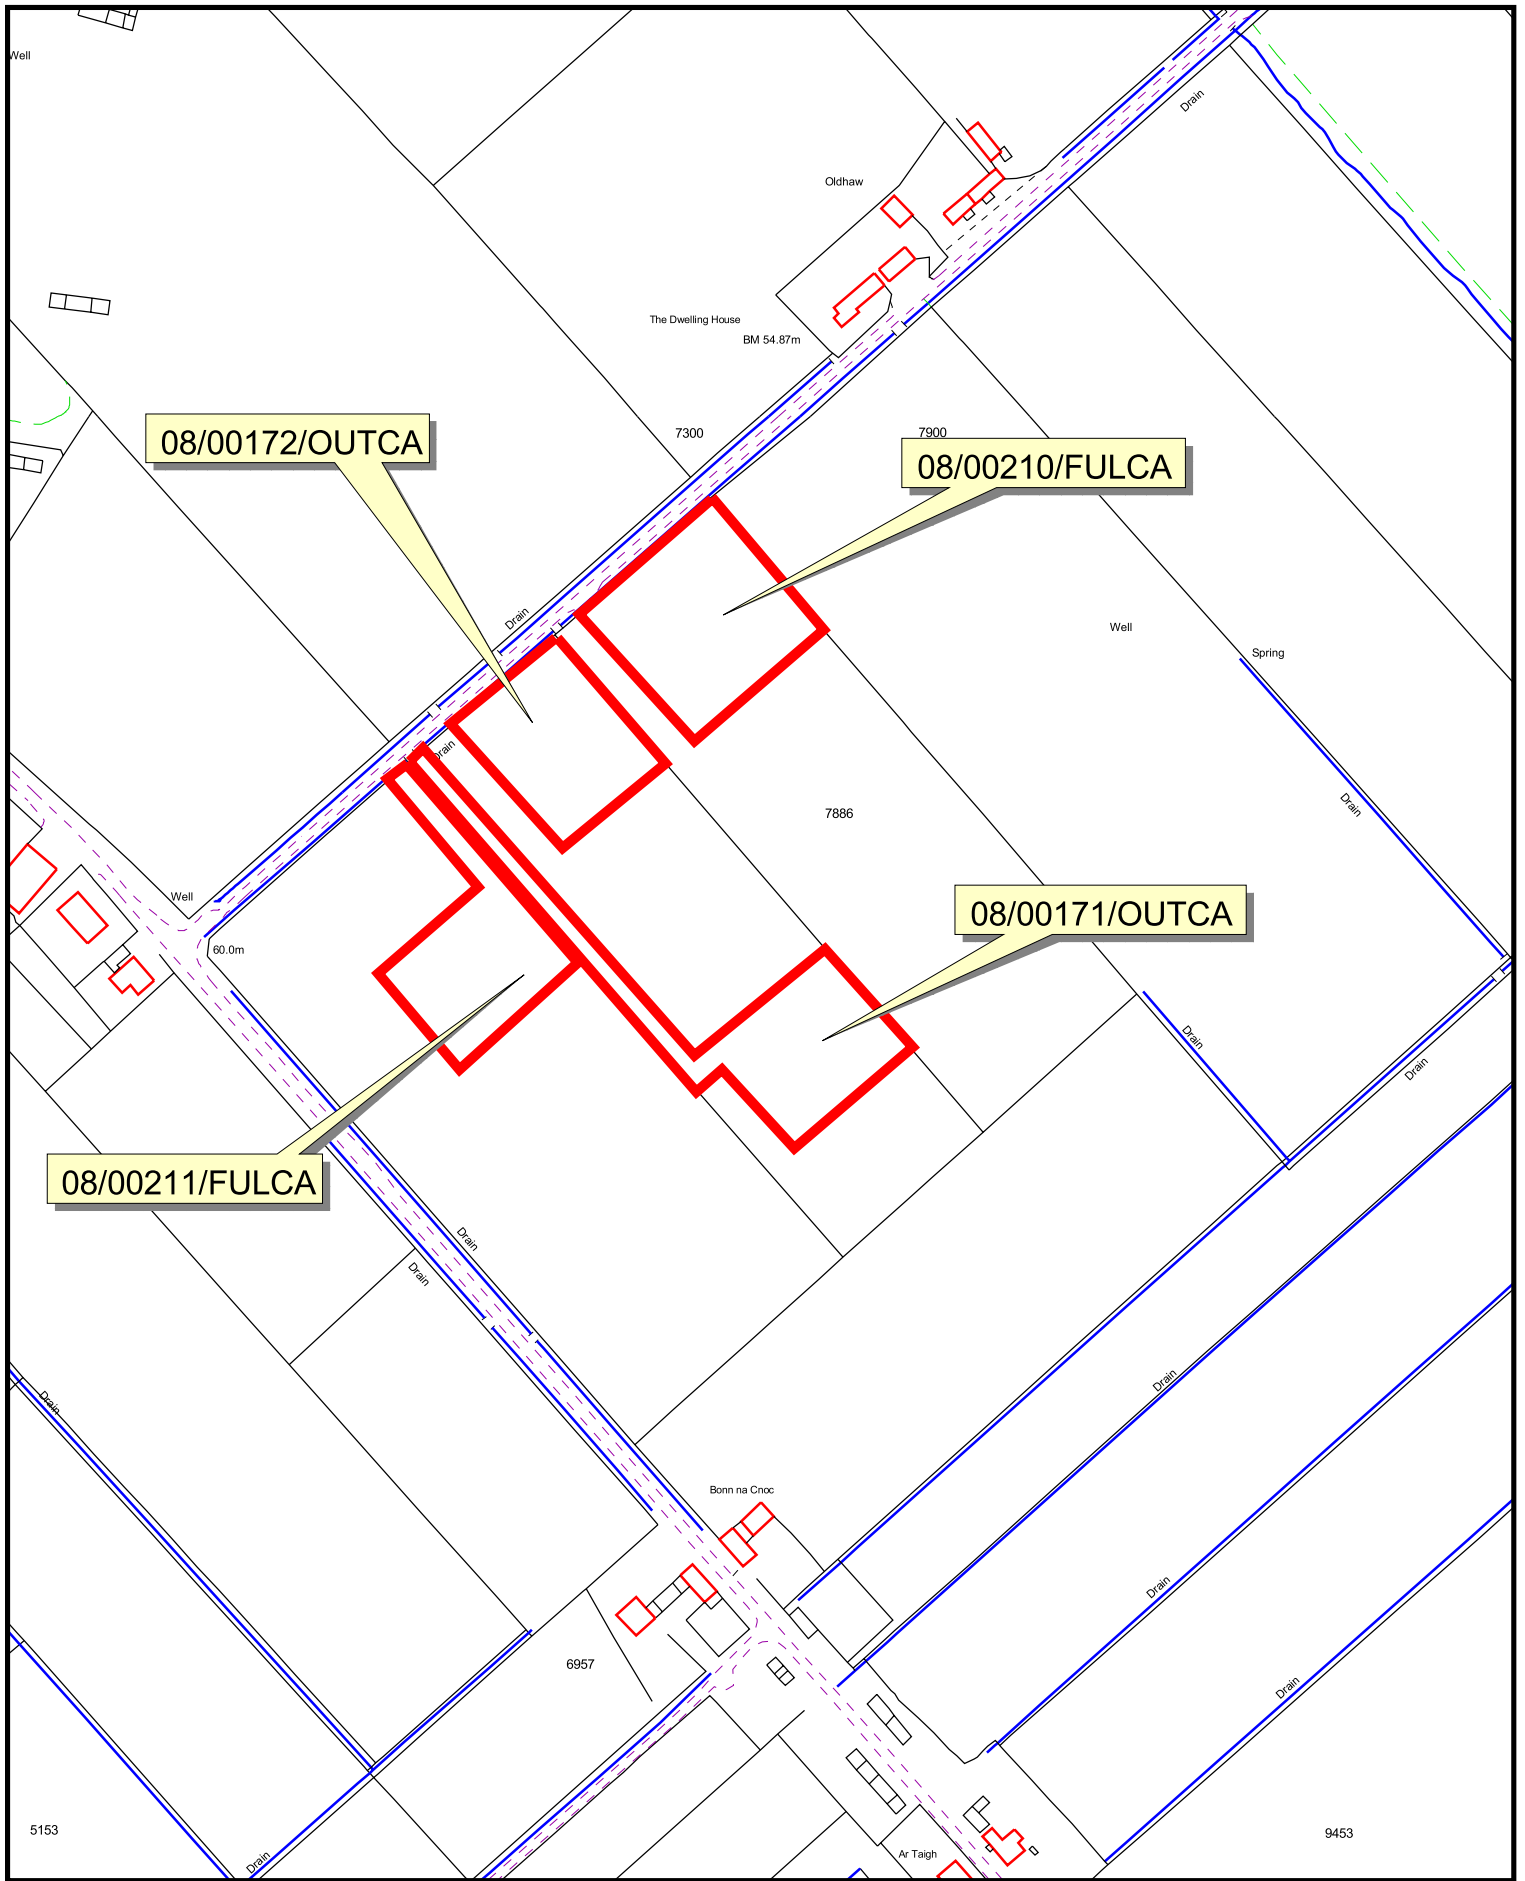 Well
Drain
Oldhaw
The Dwelling House
BM 54.87m
08/00172/OUTCA
7300
7900
08/00210/FULCA
Drain
Well
Spring
Drain
Drain
7886
Well
08/00171/OUTCA
60.0m
Drain
Drain
08/00211/FULCA
Drain
Drain
Drain
Drain
Bonn na Cnoc
Drain
6957
Drain
5153
9453
Drain
Ar Taigh